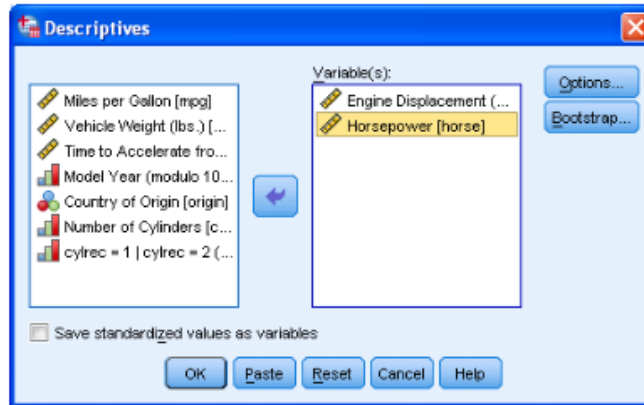 Descriptives
Variable(s):
Miles per Gallon [mpg]
Vehicle Weight (lbs.) [...
Time to Accelerate fro...
Model Year (modulo 10...
Country of Origin [origin]
Number of Cylinders [c...
cylrec = 1 | cylrec = 2 (...
Engine Displacement (...
Horsepower [horse]
Options...
Bootstrap...
Save standardized values as variables
OK Paste Reset Cancel Help